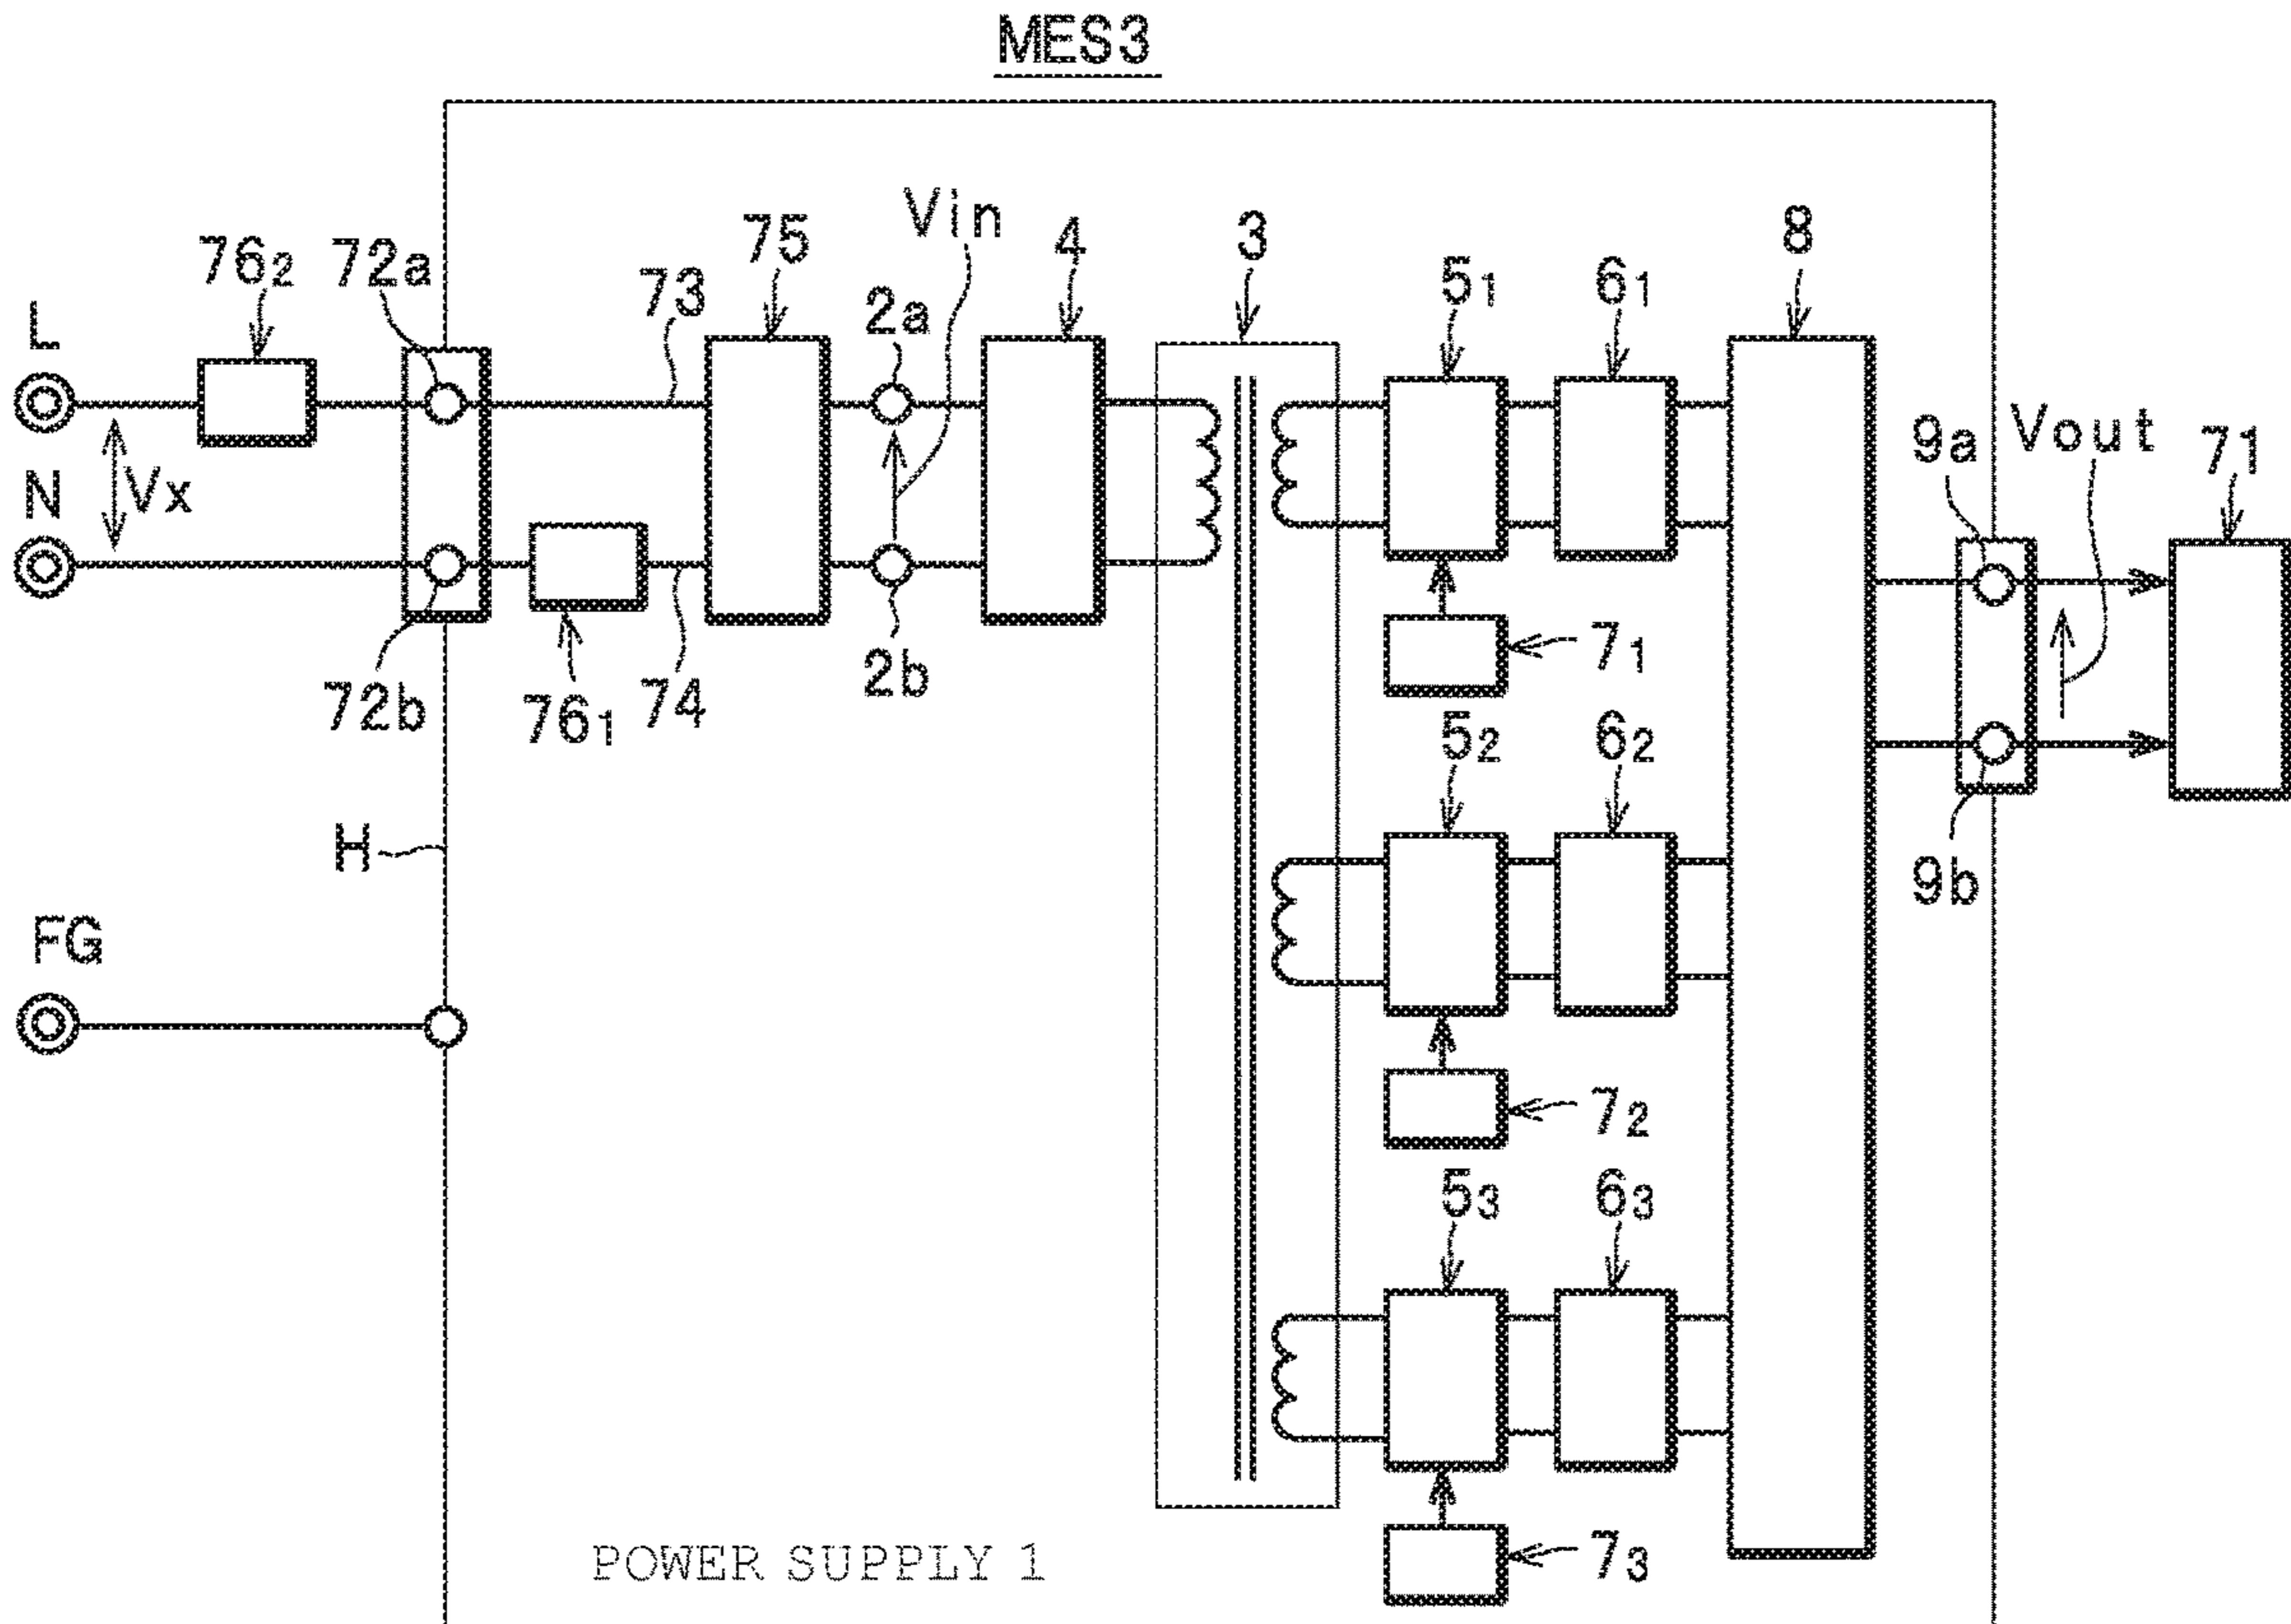 MES3
Vin
75
4
3
5₁
6₁
8
76₂
72a
73
2a
L
9a
Vout
71
N
Vx
72b
76₁
74
2b
7₁
5₂
6₂
H
9b
FG
7₂
5₃
6₃
POWER SUPPLY 1
7₃